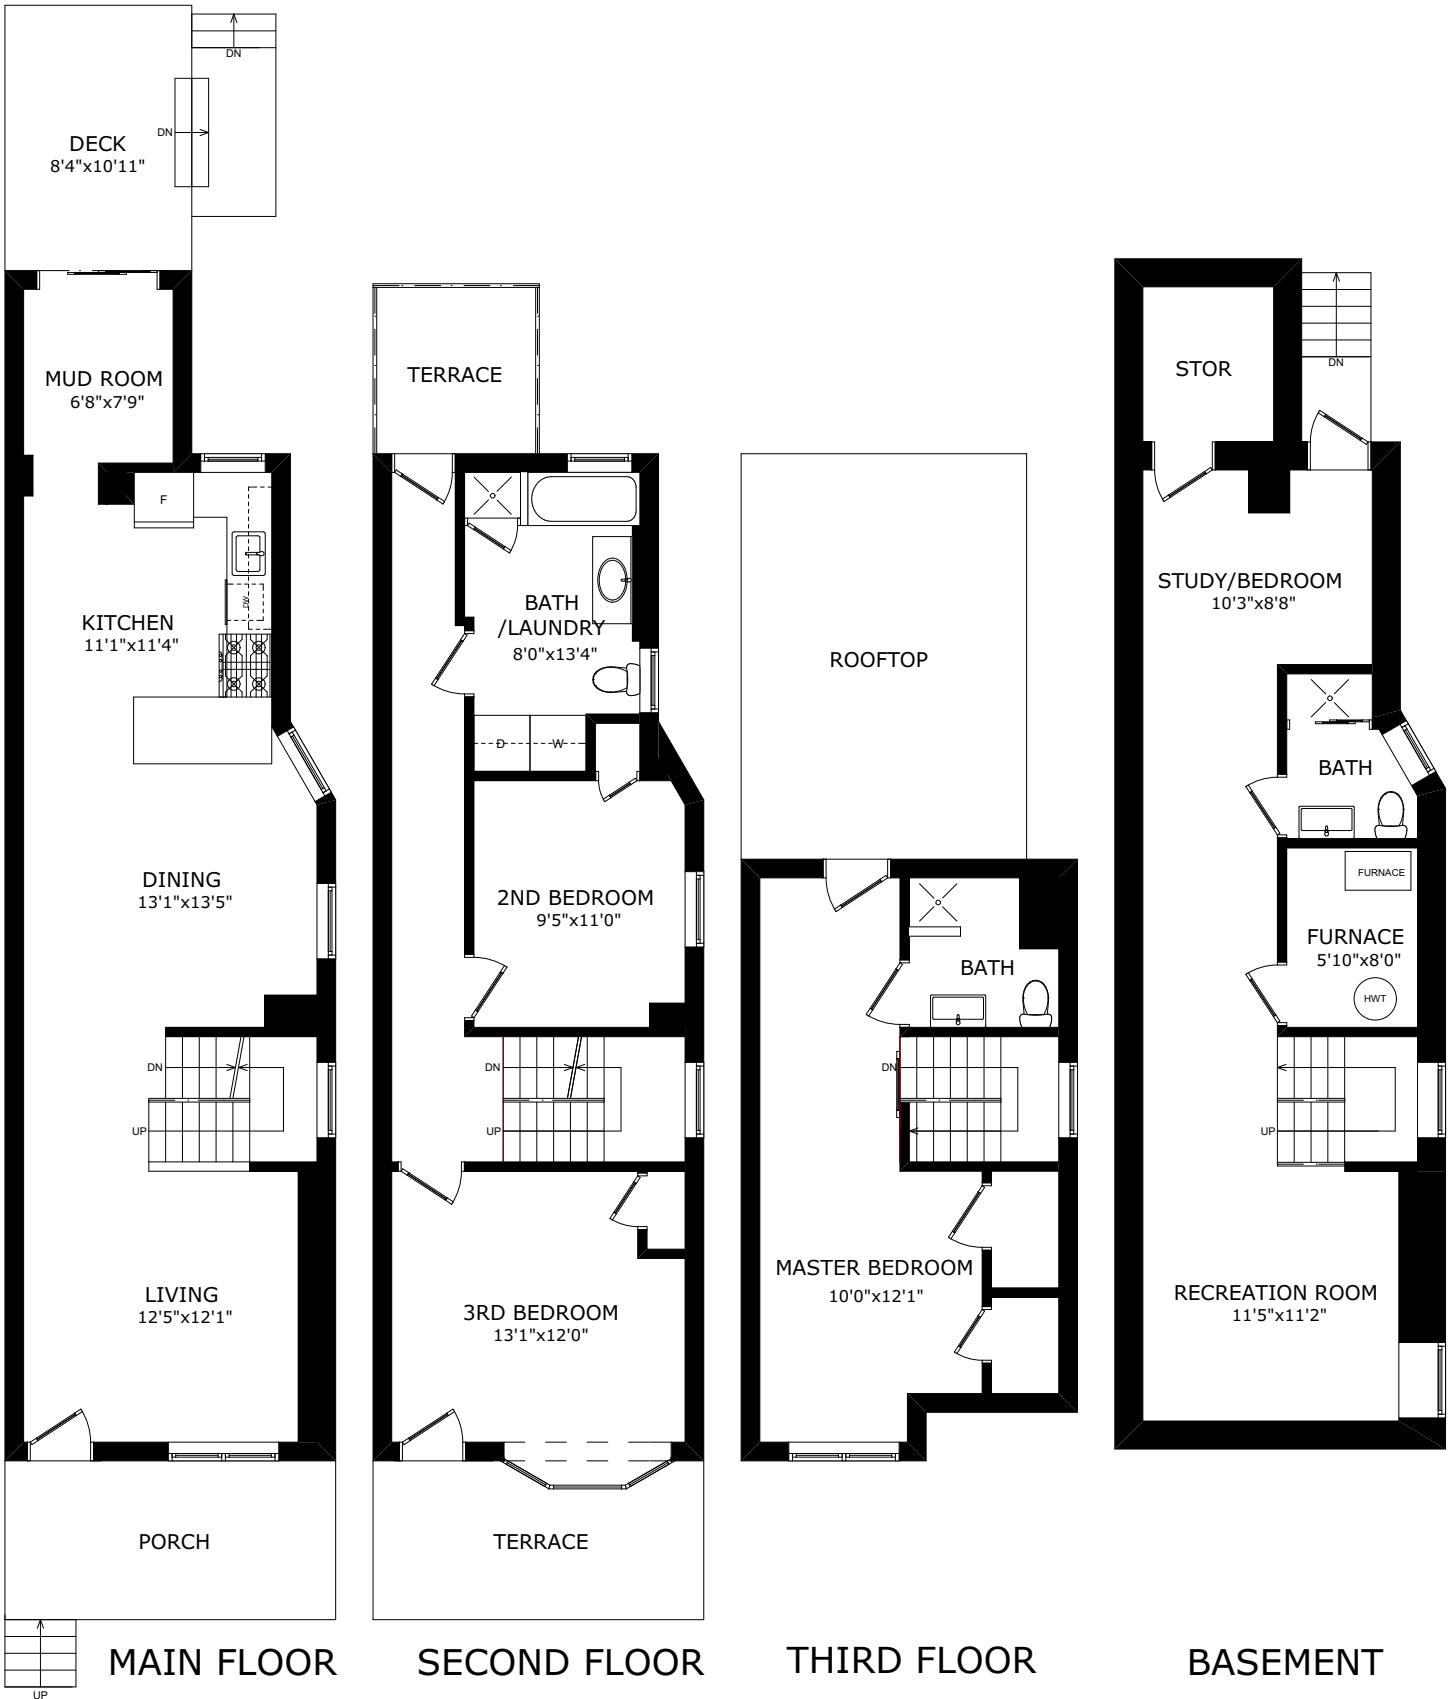 DN
DN
DECK
8'4"x10'11"
MUD ROOM
6'8"x7'9"
F
DW
KITCHEN
11'1"x11'4"
DINING
13'1"x13'5"
DN
UP
LIVING
12'5"x12'1"
PORCH
UP
MAIN FLOOR
TERRACE
BATH
/LAUNDRY
8'0"x13'4"
D
W
2ND BEDROOM
9'5"x11'0"
DN
UP
3RD BEDROOM
13'1"x12'0"
TERRACE
SECOND FLOOR
ROOFTOP
BATH
DN
MASTER BEDROOM
10'0"x12'1"
THIRD FLOOR
STOR
DN
STUDY/BEDROOM
10'3"x8'8"
BATH
FURNACE
FURNACE
5'10"x8'0"
HWT
UP
RECREATION ROOM
11'5"x11'2"
BASEMENT